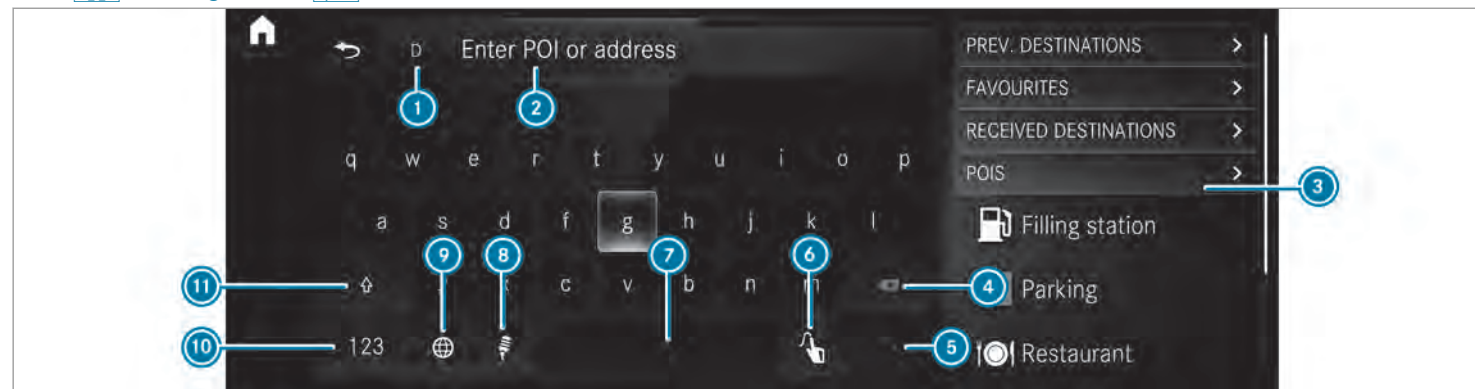 D Enter POI or address
1
2
PREV. DESTINATIONS
FAVOURITES
RECEIVED DESTINATIONS
POIS
3
q w e r t y u i o p
a s d f g h j k l
Filling station
9
8
7
6
11
c v b n m
4
Parking
10
123
5
Restaurant